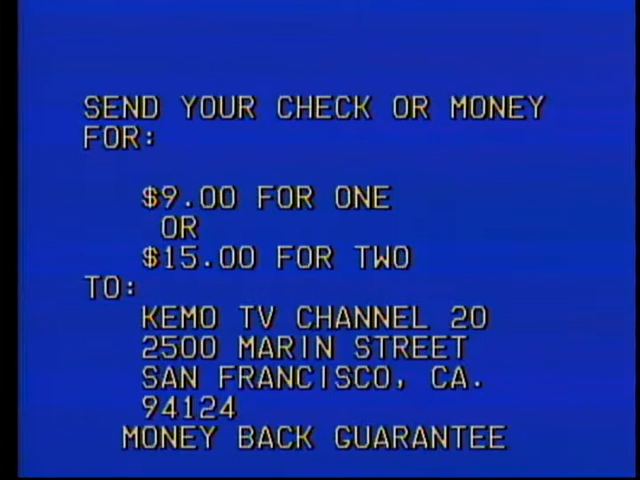 SEND YOUR CHECK OR MONEY
FOR:
$9.00 FOR ONE
OR
$15.00 FOR TWO
TO:
KEMO TV CHANNEL 20
2500 MARIN STREET
SAN FRANCISCO, CA.
94124
MONEY BACK GUARANTEE